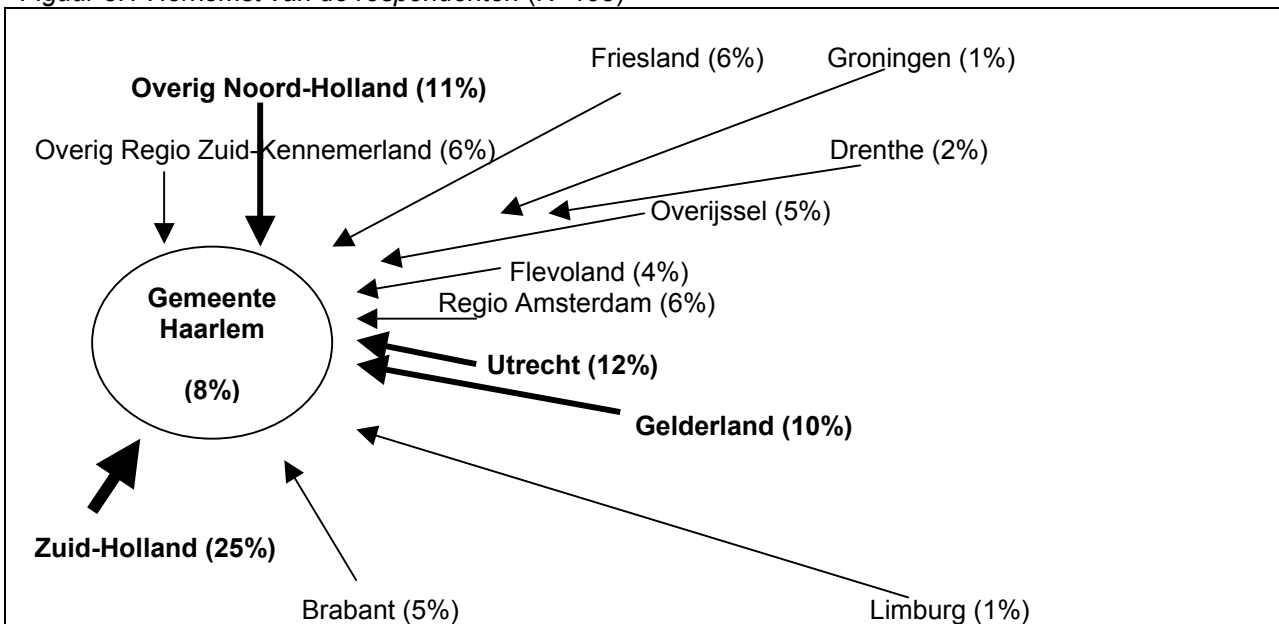 Friesland (6%) Groningen (1%)
Overig Noord-Holland (11%)
Overig Regio Zuid-Kennemerland (6%) Drenthe (2%)
Overijssel (5%)
Flevoland (4%)
Gemeente
Haarlem
Regio Amsterdam (6%)
Utrecht (12%)
(8%)
Gelderland (10%)
Zuid-Holland (25%)
Brabant (5%) Limburg (1%)